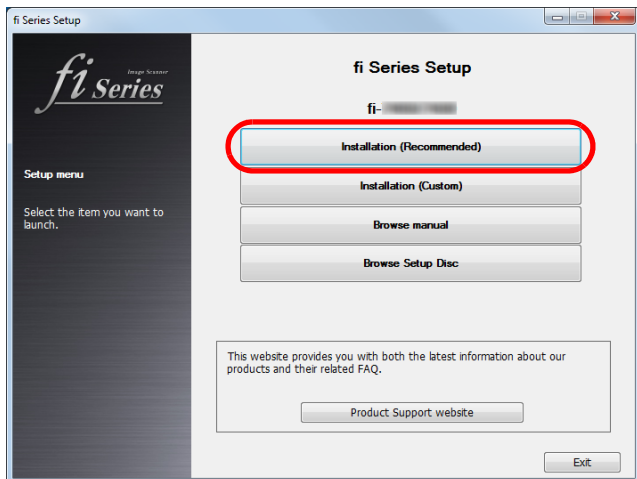 fi Series Setup
fi Image Scanner
Series
fi Series Setup
fi-
Installation (Recommended)
Setup menu
Installation (Custom)
Select the item you want to
launch.
Browse manual
Browse Setup Disc
This website provides you with both the latest information about our
products and their related FAQ.
Product Support website
Exit